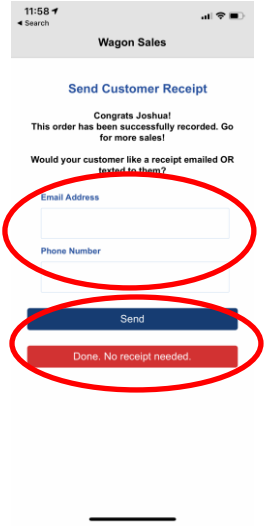 11:58
Search
Wagon Sales
Send Customer Receipt
Congrats Joshua!
This order has been successfully recorded. Go
for more sales!
Would your customer like a receipt emailed OR
texted to them?
Email Address
Phone Number
Send
Done. No receipt needed.